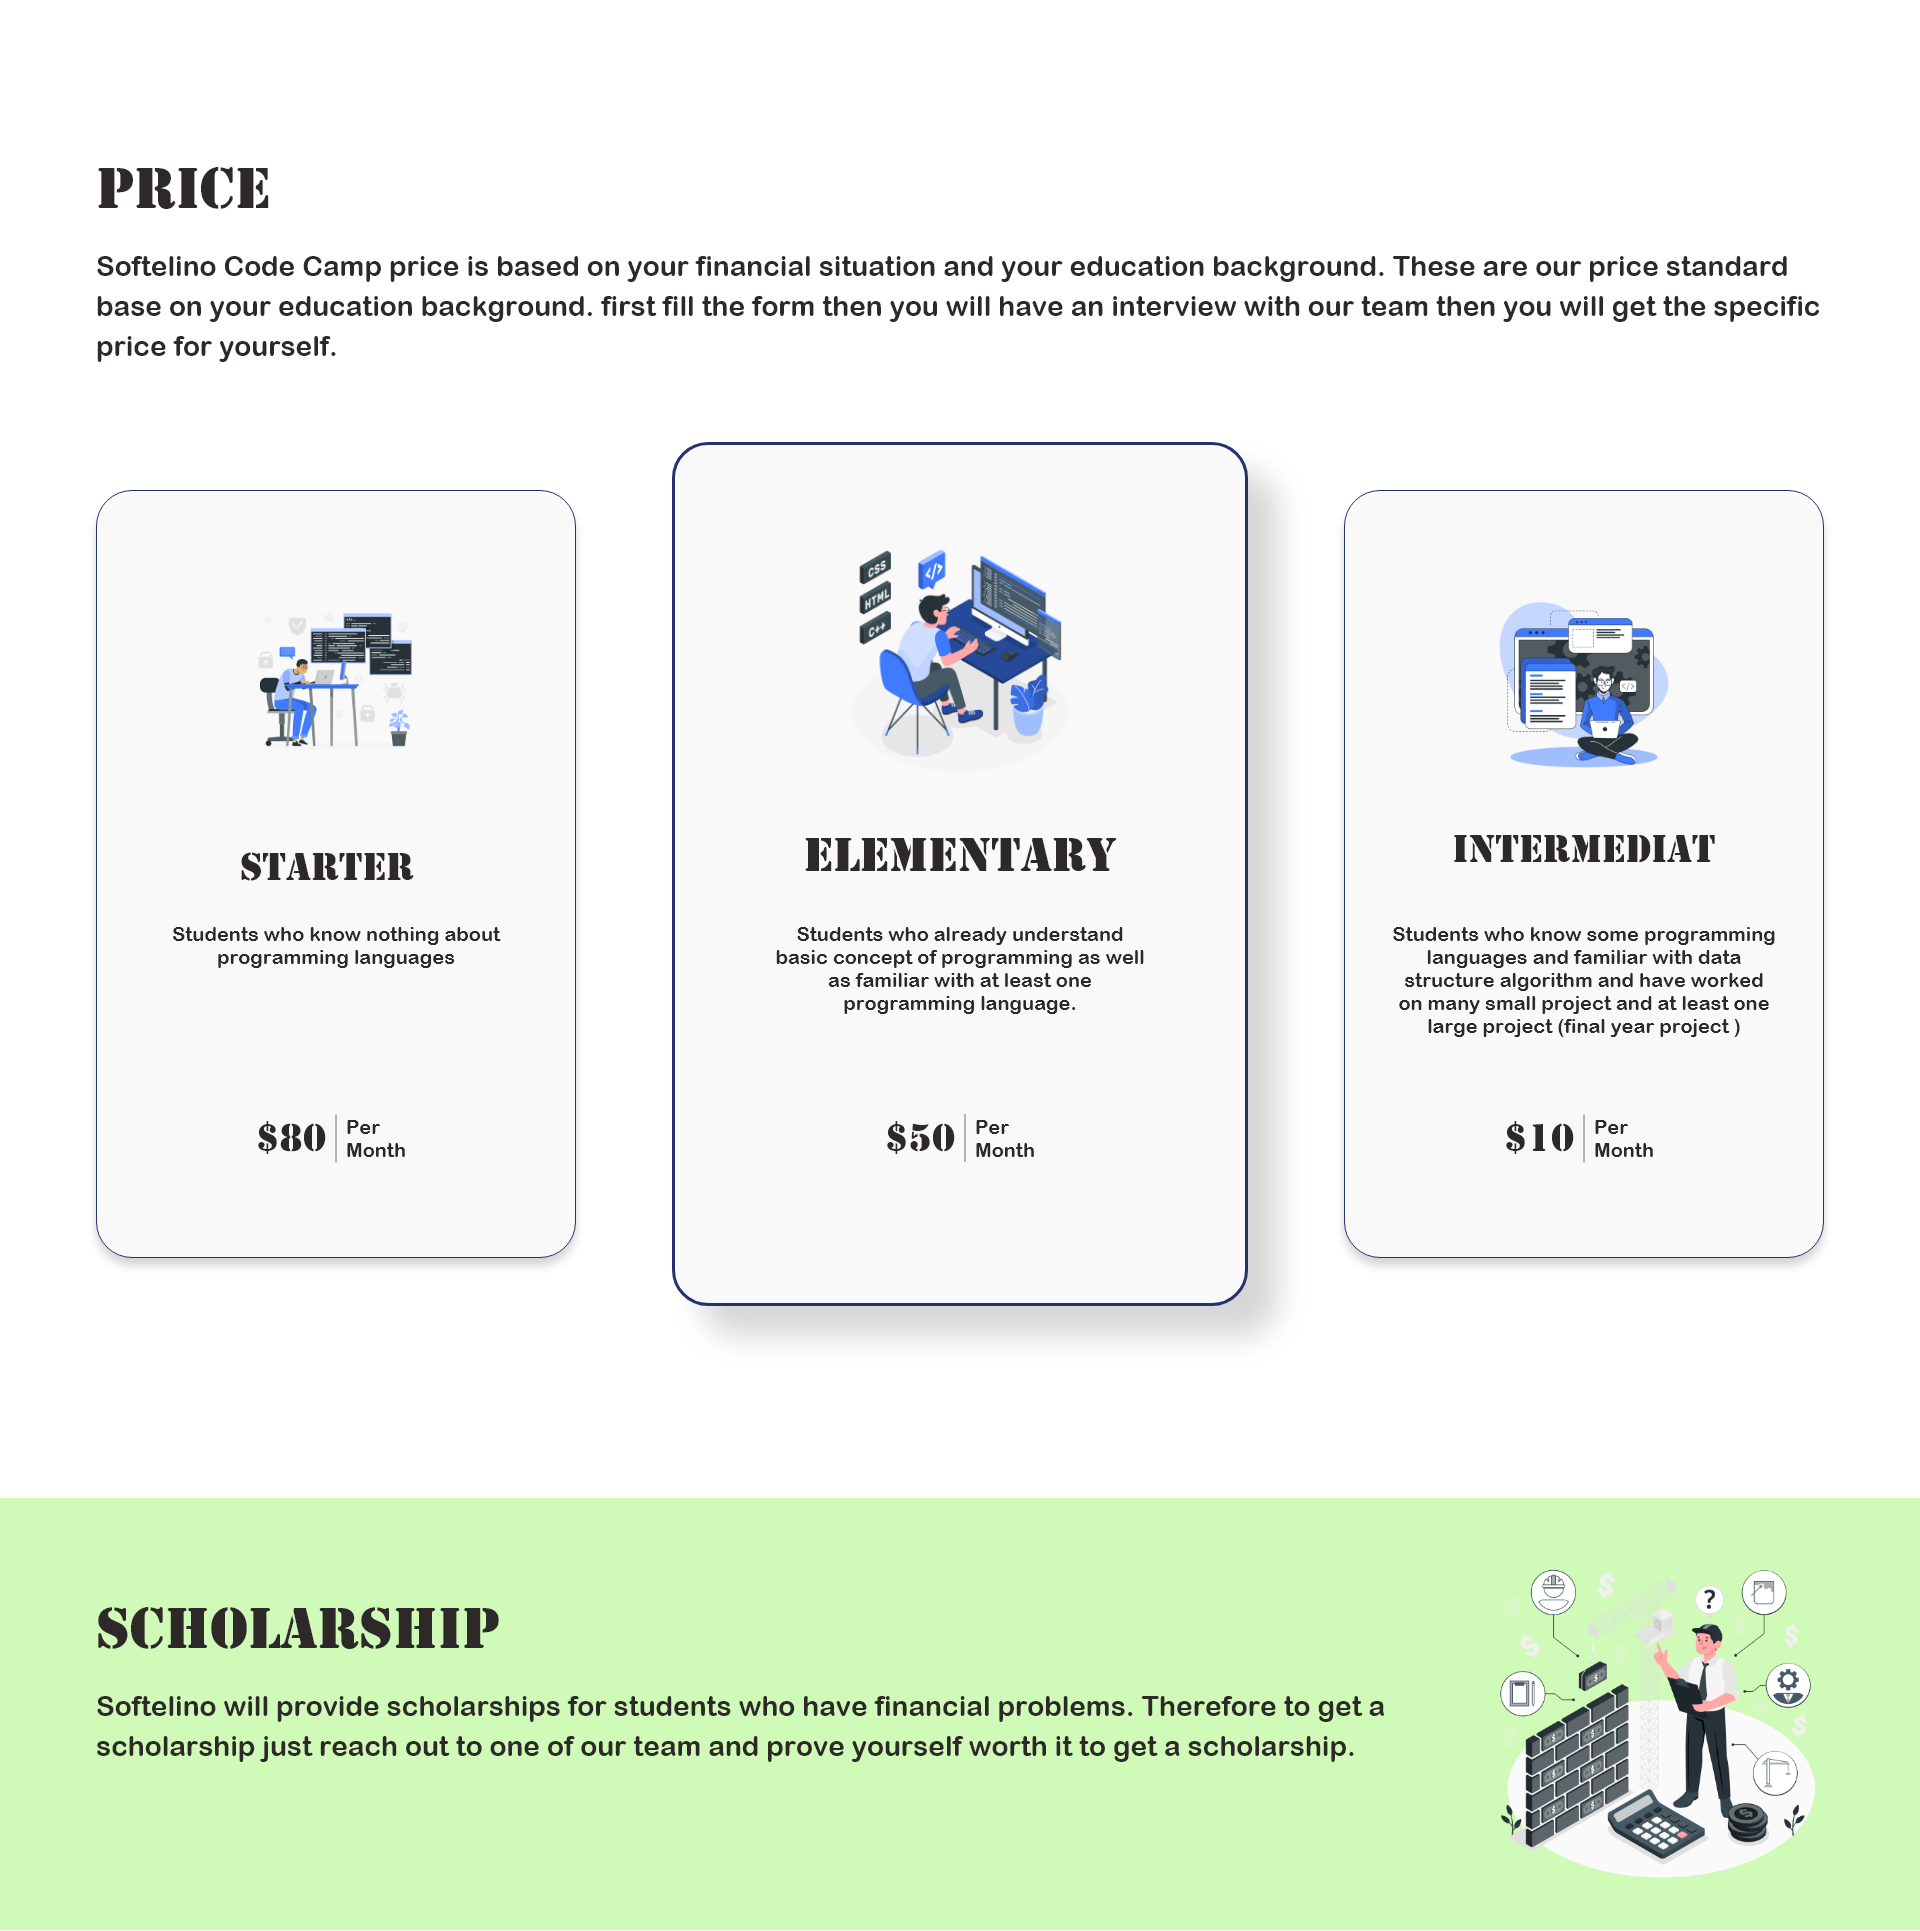 PRICE
Softelino Code Camp price is based on your financial situation and your education background. These are our price standard
base on your education background. first fill the form then you will have an interview with our team then you will get the specific
price for yourself.
STARTER
Students who know nothing about
programming languages
$80
Per
Month
CSS
HTML
C++
</>
ELEMENTARY
Students who already understand
basic concept of programming as well
as familiar with at least one
programming language.
$50
Per
Month
</>
INTERMEDIAT
Students who know some programming
languages and familiar with data
structure algorithm and have worked
on many small project and at least one
large project (final year project )
$10
Per
Month
SCHOLARSHIP
Softelino will provide scholarships for students who have financial problems. Therefore to get a
scholarship just reach out to one of our team and prove yourself worth it to get a scholarship.
?